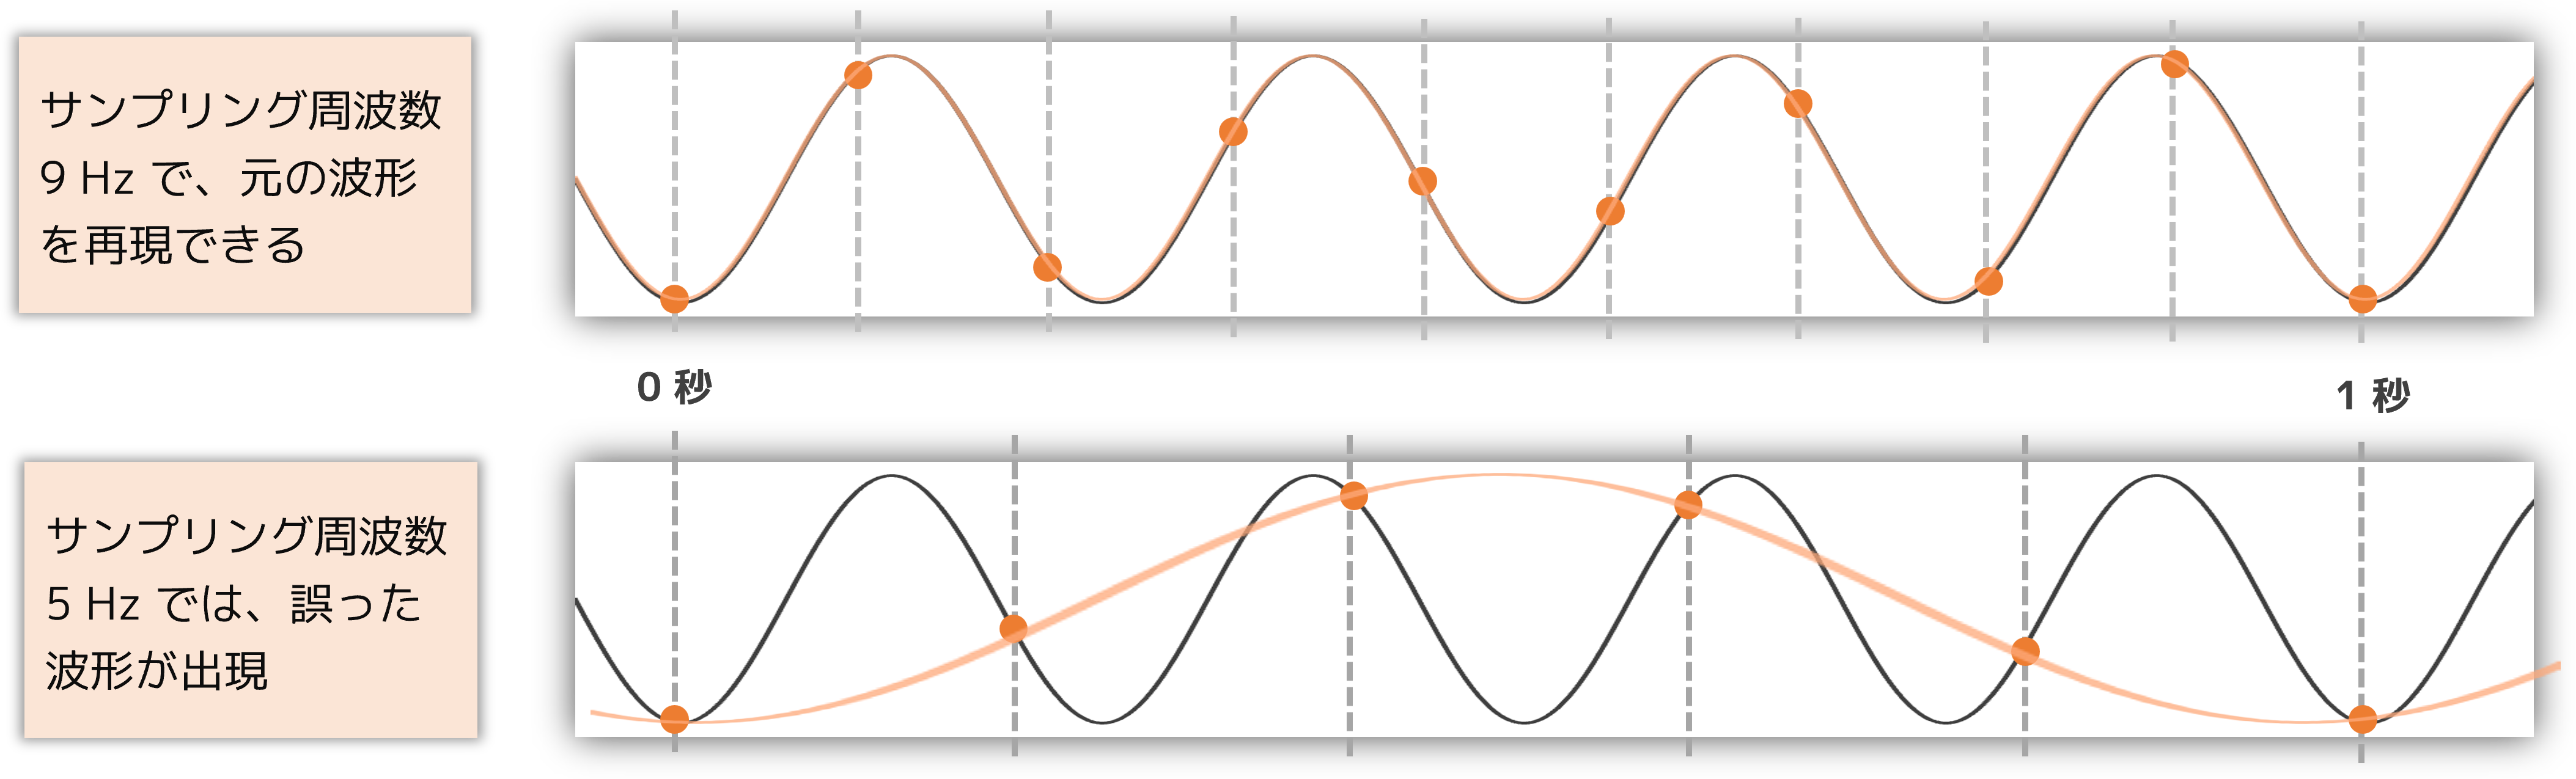 サンプリング周波数
9 Hz で、元の波形
を再現できる
0 秒
1 秒
サンプリング周波数
5 Hz では、誤った
波形が出現